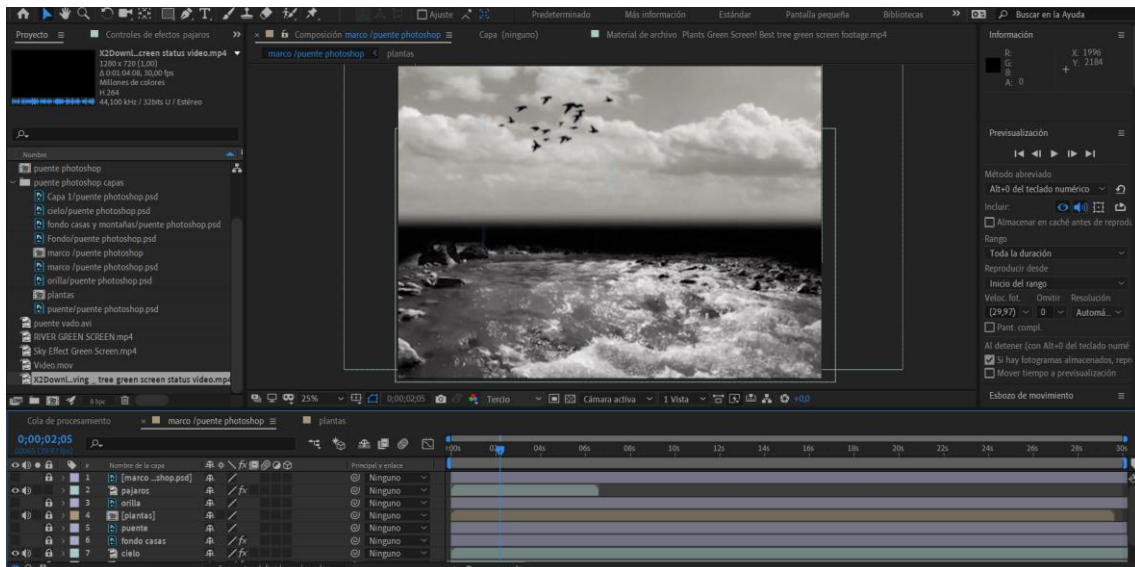 Ajuste
Predeterminado
Más información
Estándar
Pantalla pequeña
Bibliotecas
Buscar en la Ayuda
Proyecto
Controles de efectos pajaros
Composición marco /puente photoshop
Capa (ninguno)
Material de archivo Plants Green Screen! Best tree green screen footage.mp4
marco /puente photoshop
plantas
X2Downl...creen status video.mp4
1280 x 720 (1,00)
Δ 0:01:04:08, 30,00 fps
Millones de colores
H.264
44,100 kHz / 32bits U / Estéreo
Nombre
puente photoshop
puente photoshop capas
Capa 1/puente photoshop.psd
cielo/puente photoshop.psd
fondo casas y montañas/puente photoshop.psd
Fondo/puente photoshop.psd
marco /puente photoshop
marco /puente photoshop.psd
orilla/puente photoshop.psd
plantas
puente/puente photoshop.psd
puente vado.avi
RIVER GREEN SCREEN.mp4
Sky Effect Green Screen.mp4
Video.mov
X2Downl...ving _ tree green screen status video.mp4
8 bpc
25%
0;00;02;05
Tercio
Cámara activa
1 Vista
+0,0
Información
R:
G:
B:
A: 0
X: 1996
Y: 2184
Previsualización
Método abreviado
Alt+0 del teclado numérico
Incluir:
Almacenar en caché antes de reprodu
Rango
Toda la duración
Reproducir desde
Inicio del rango
Veloc. fot. Omitir Resolución
(29,97) 0 Automá...
Pant. compl.
Al detener (con Alt+0 del teclado numé
Si hay fotogramas almacenados, repr
Mover tiempo a previsualización
Esbozo de movimiento
Cola de procesamiento
marco /puente photoshop
plantas
0;00;02;05
Nombre de la capa
Principal y enlace
02s 04s 06s 08s 10s 12s 14s 16s 18s 20s 22s 24s 26s 28s 30s
1 [marco ...shop.psd] Ninguno
2 pajaros Ninguno
3 orilla Ninguno
4 [plantas] Ninguno
5 puente Ninguno
6 fondo casas Ninguno
7 cielo Ninguno